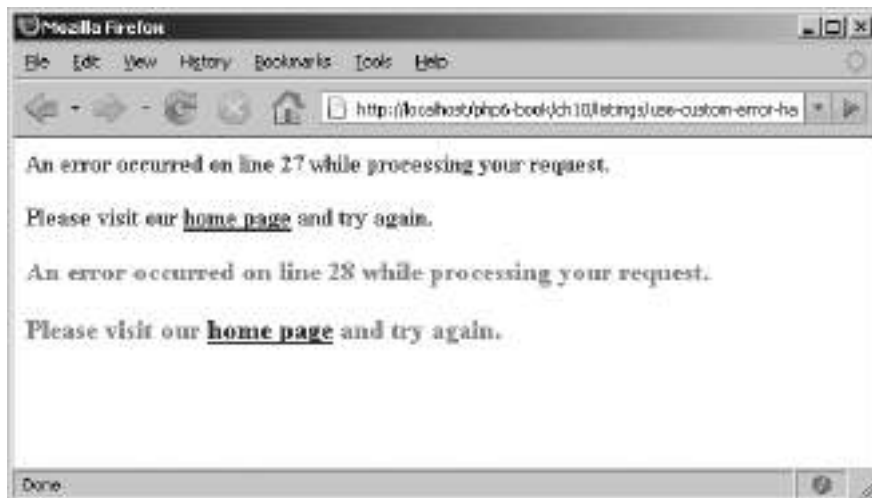 Mozilla Firefox
File Edit View History Bookmarks Tools Help
http://localhost/php6-book/ch10/listings/use-custom-error-ha
An error occurred on line 27 while processing your request.
Please visit our home page and try again.
An error occurred on line 28 while processing your request.
Please visit our home page and try again.
Done